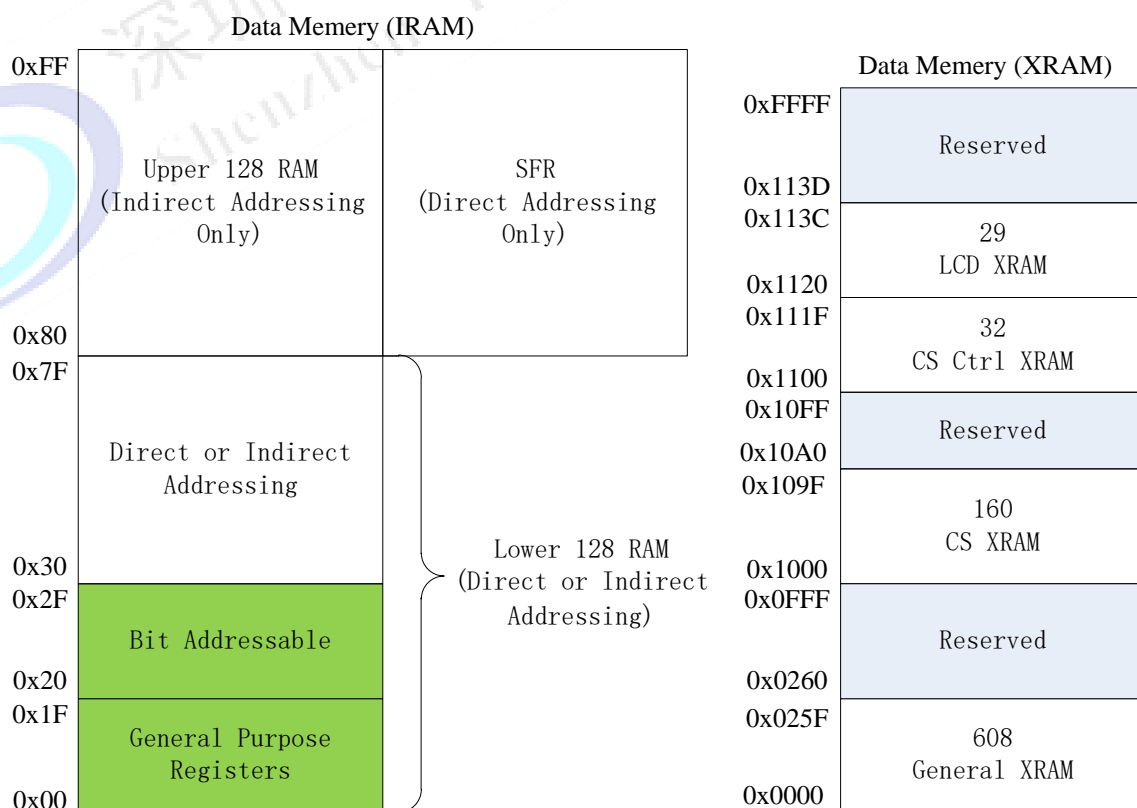 深圳
Shenzhen
Data Memery (IRAM)
0xFF
Upper 128 RAM
(Indirect Addressing
Only)
SFR
(Direct Addressing
Only)
0x80
0x7F
Direct or Indirect
Addressing
0x30
0x2F
Bit Addressable
0x20
0x1F
General Purpose
Registers
0x00
Lower 128 RAM
(Direct or Indirect
Addressing)
Data Memery (XRAM)
0xFFFF
Reserved
0x113D
0x113C
29
LCD XRAM
0x1120
0x111F
32
CS Ctrl XRAM
0x1100
0x10FF
Reserved
0x10A0
0x109F
160
CS XRAM
0x1000
0x0FFF
Reserved
0x0260
0x025F
608
General XRAM
0x0000